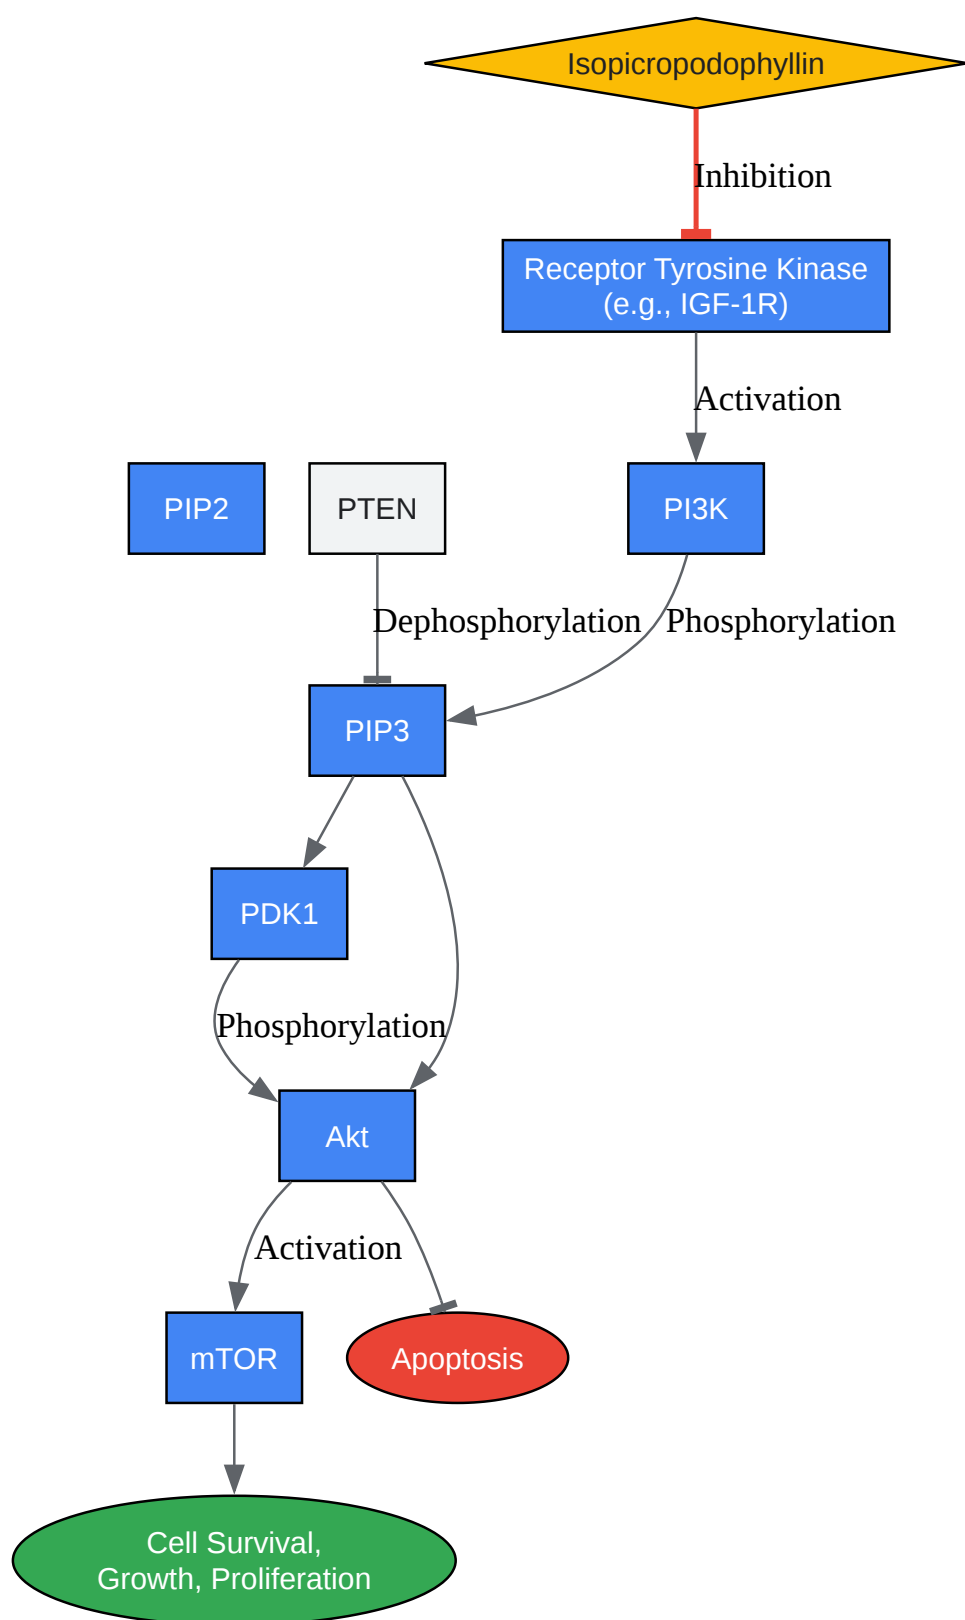 Isopicropodophyllin
Inhibition
Receptor Tyrosine Kinase
(e.g., IGF-1R)
Activation
PIP2
PTEN
PI3K
Dephosphorylation
Phosphorylation
PIP3
PDK1
Phosphorylation
Akt
Activation
mTOR
Apoptosis
Cell Survival,
Growth, Proliferation